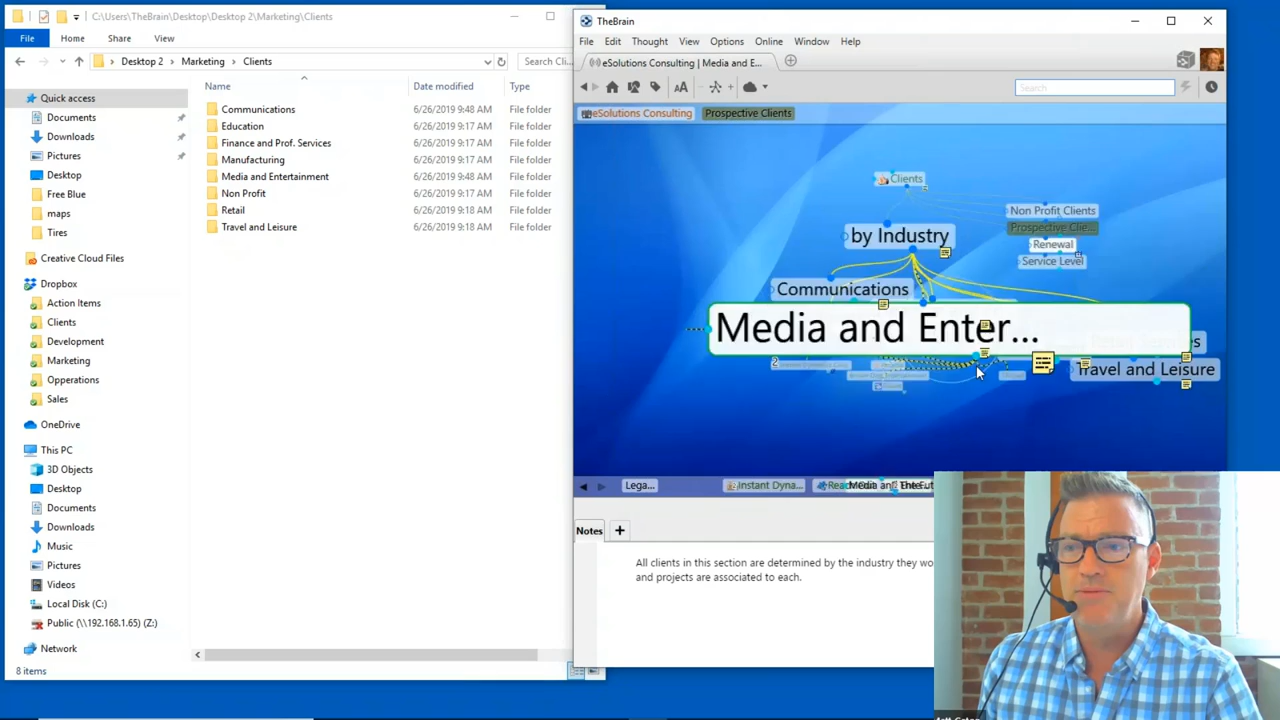 C:\Users\TheBrain\Desktop\Desktop 2\Marketing\Clients
File Home Share View
Desktop 2 Marketing Clients Search Cli...
Name Date modified Type
Quick access
Documents
Downloads
Pictures
Desktop
Free Blue
maps
Tires
Creative Cloud Files
Dropbox
Action Items
Clients
Development
Marketing
Opperations
Sales
OneDrive
This PC
3D Objects
Desktop
Documents
Downloads
Music
Pictures
Videos
Local Disk (C:)
Public (\\192.168.1.65) (Z:)
Network
8 items
Communications 6/26/2019 9:48 AM File folder
Education 6/26/2019 9:17 AM File folder
Finance and Prof. Services 6/26/2019 9:17 AM File folder
Manufacturing 6/26/2019 9:17 AM File folder
Media and Entertainment 6/26/2019 9:48 AM File folder
Non Profit 6/26/2019 9:17 AM File folder
Retail 6/26/2019 9:18 AM File folder
Travel and Leisure 6/26/2019 9:18 AM File folder
TheBrain
File Edit Thought View Options Online Window Help
eSolutions Consulting | Media and E...
Search
eSolutions Consulting Prospective Clients
Clients
Non Profit Clients
Prospective Clie...
Renewal
Service Level
by Industry
Communications
Media and Enter...
Travel and Leisure
Lega... Instant Dyna...
Notes
All clients in this section are determined by the industry they wo
and projects are associated to each.